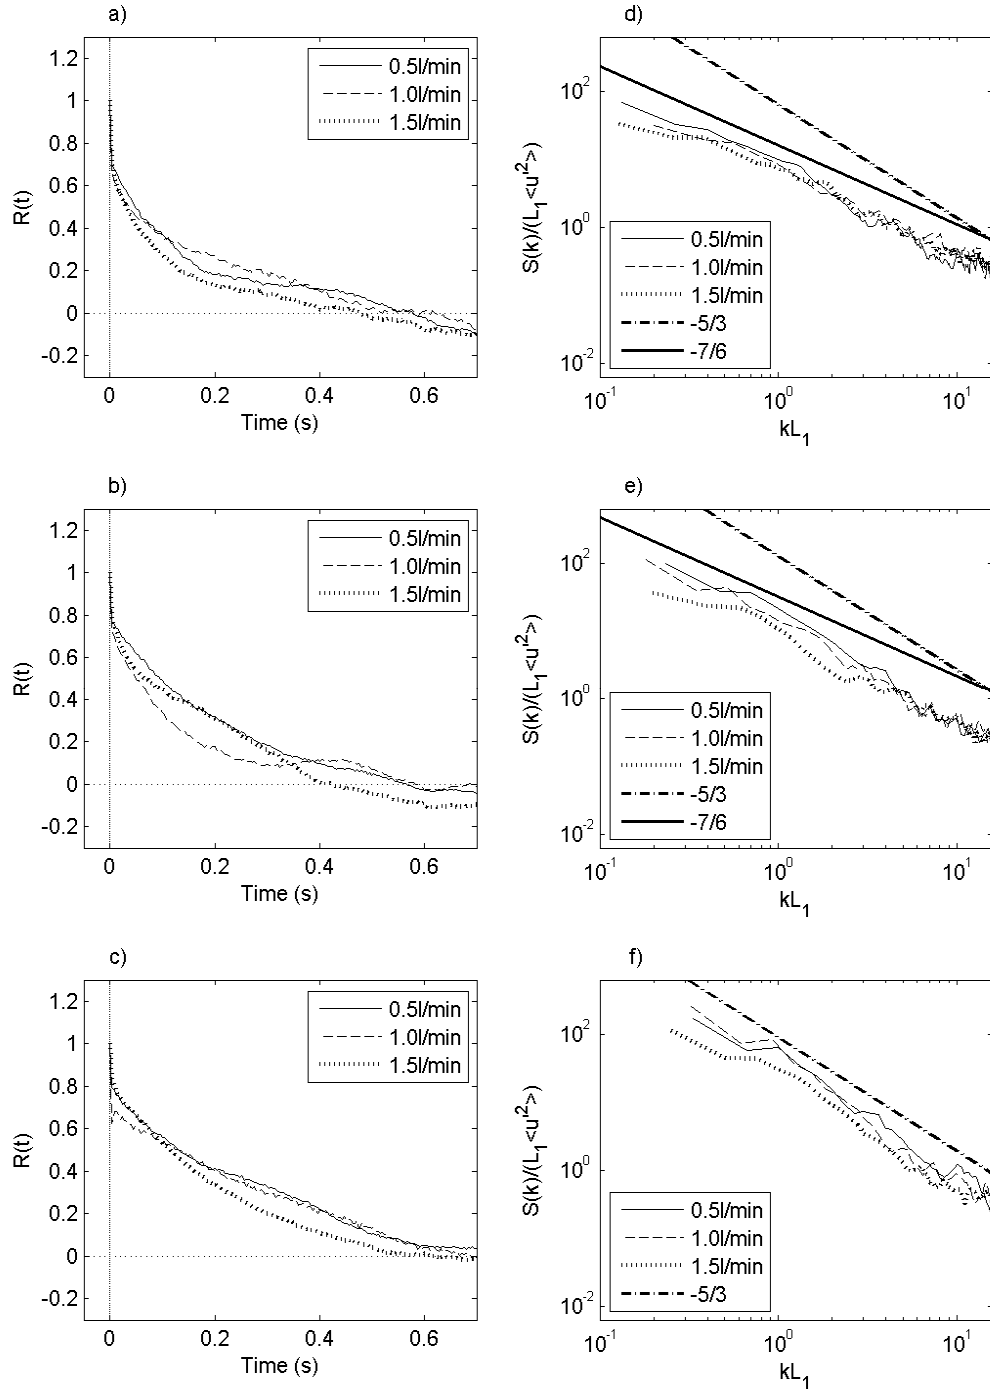 a)
1.2
1
0.8
0.6
0.4
0.2
0
-0.2
R(t)
0
0.2
0.4
0.6
Time (s)
0.5l/min
1.0l/min
1.5l/min
d)
10^2
10^0
10^-2
S(k)/(L_1<u'^2>)
10^-1
10^0
10^1
kL_1
0.5l/min
1.0l/min
1.5l/min
-5/3
-7/6
b)
1.2
1
0.8
0.6
0.4
0.2
0
-0.2
R(t)
0
0.2
0.4
0.6
Time (s)
0.5l/min
1.0l/min
1.5l/min
e)
10^2
10^0
10^-2
S(k)/(L_1<u'^2>)
10^-1
10^0
10^1
kL_1
0.5l/min
1.0l/min
1.5l/min
-5/3
-7/6
c)
1.2
1
0.8
0.6
0.4
0.2
0
-0.2
R(t)
0
0.2
0.4
0.6
Time (s)
0.5l/min
1.0l/min
1.5l/min
f)
10^2
10^0
10^-2
S(k)/(L_1<u'^2>)
10^-1
10^0
10^1
kL_1
0.5l/min
1.0l/min
1.5l/min
-5/3